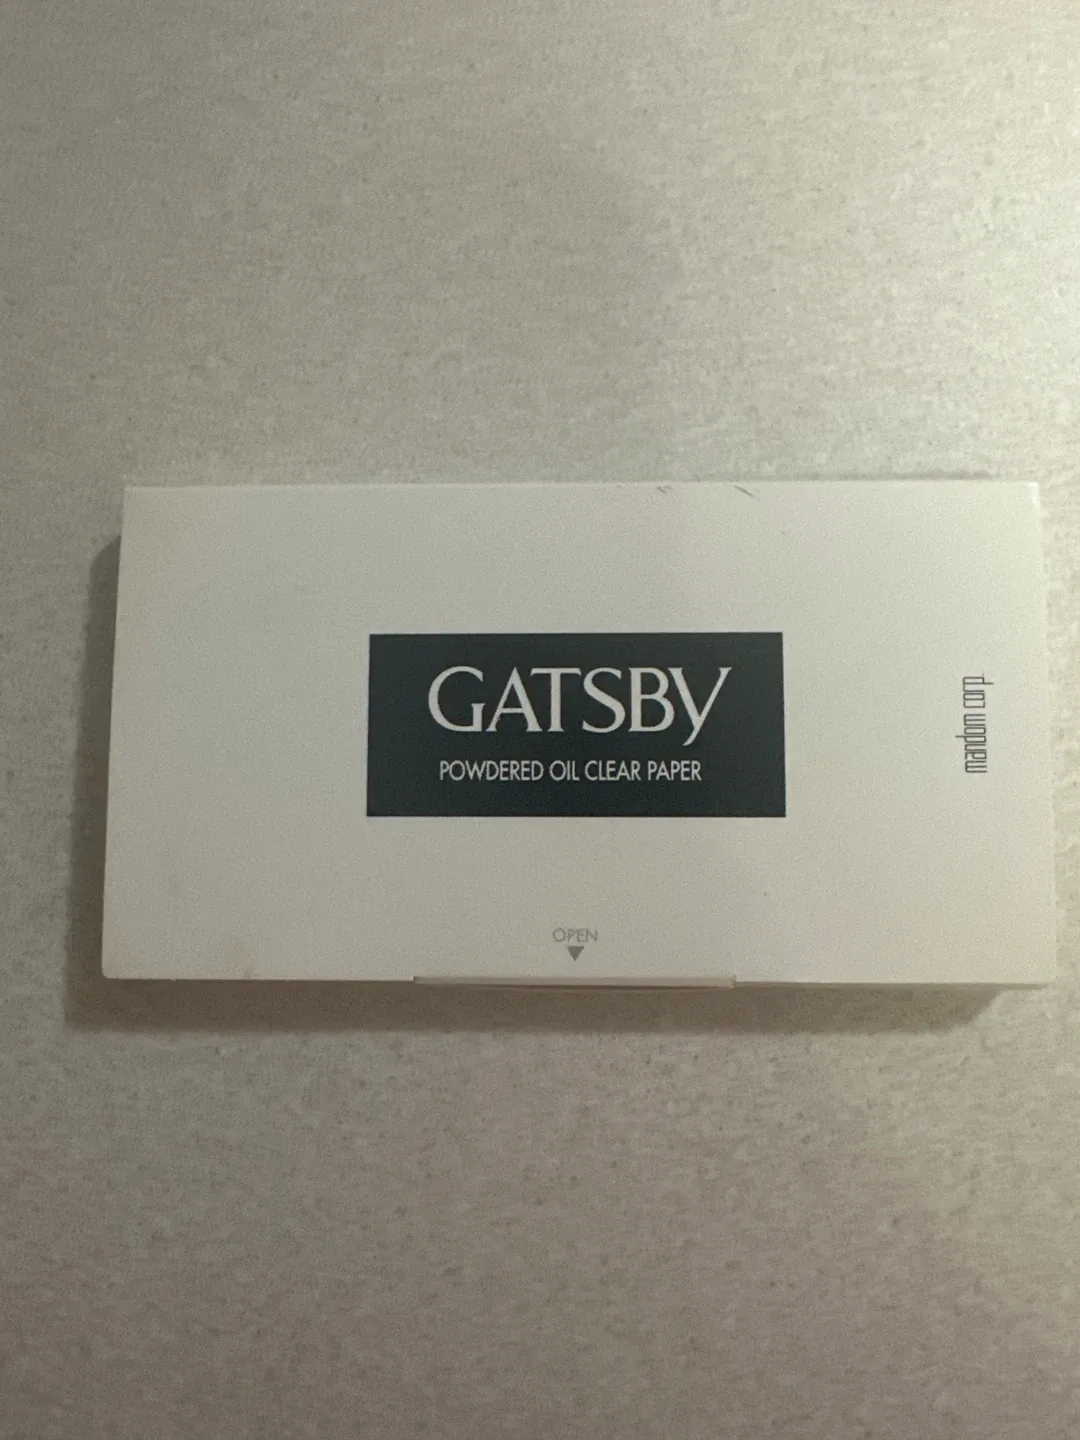 GATSBY
POWDERED OIL CLEAR PAPER
mandom corp.
OPEN